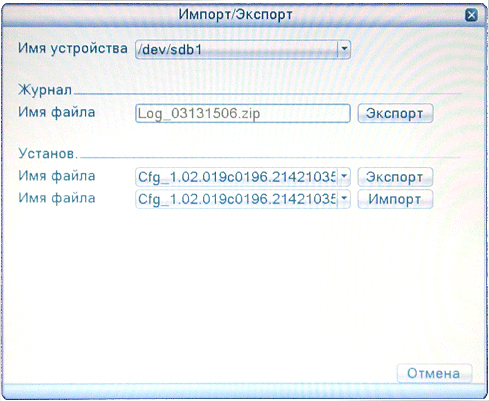 Импорт/Экспорт
Имя устройства /dev/sdb1
Журнал
Имя файла Log_03131506.zip Экспорт
Установ.
Имя файла Cfg_1.02.019c0196.21421035 Экспорт
Имя файла Cfg_1.02.019c0196.21421035 Импорт
Отмена